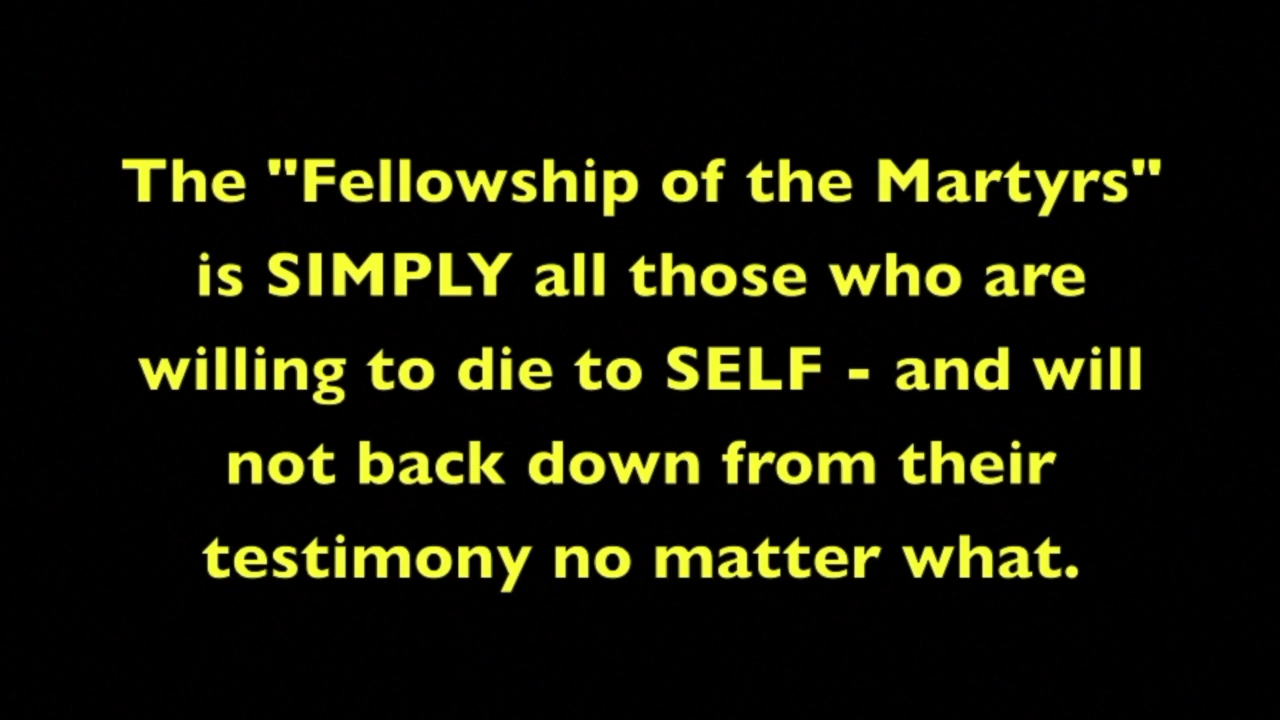 The "Fellowship of the Martyrs"
is SIMPLY all those who are
willing to die to SELF - and will
not back down from their
testimony no matter what.